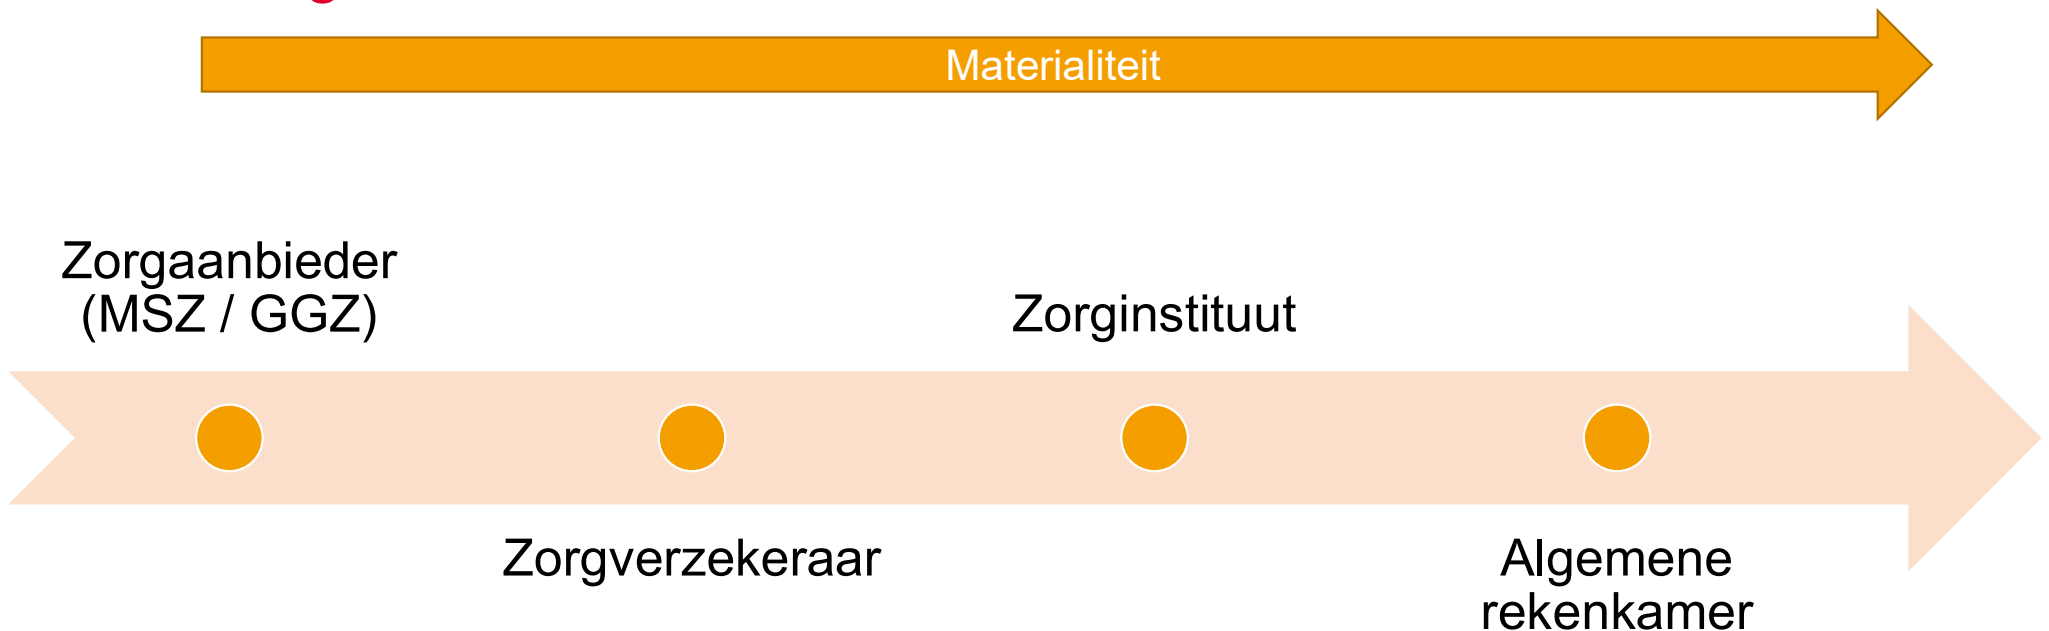 Materialiteit
Zorgaanbieder
(MSZ / GGZ)
Zorginstituut
Zorgverzekeraar
Algemene
rekenkamer